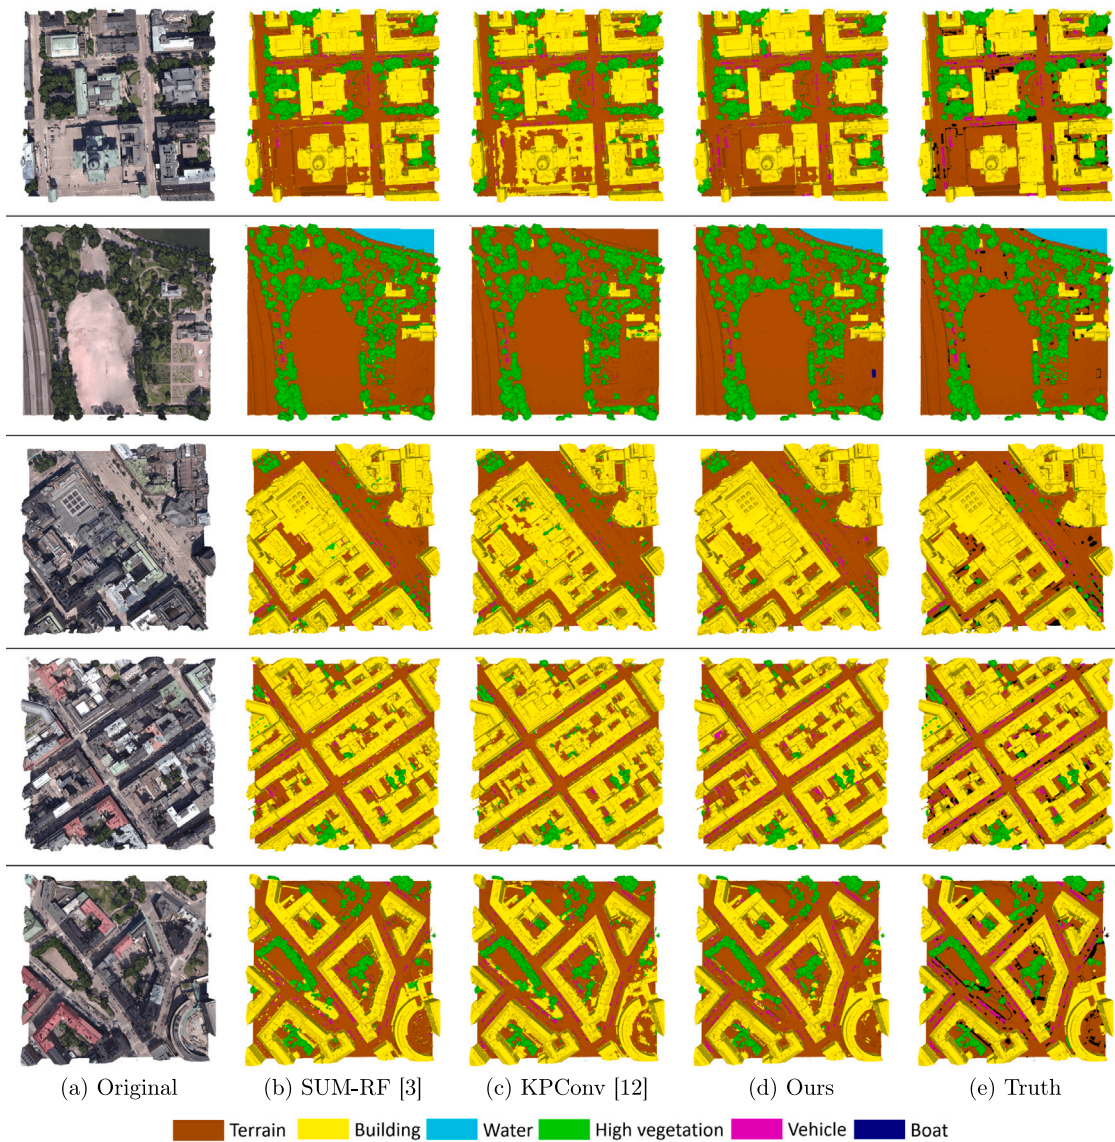 (a) Original (b) SUM-RF [3] (c) KPConv [12] (d) Ours (e) Truth
Terrain Building Water High vegetation Vehicle Boat